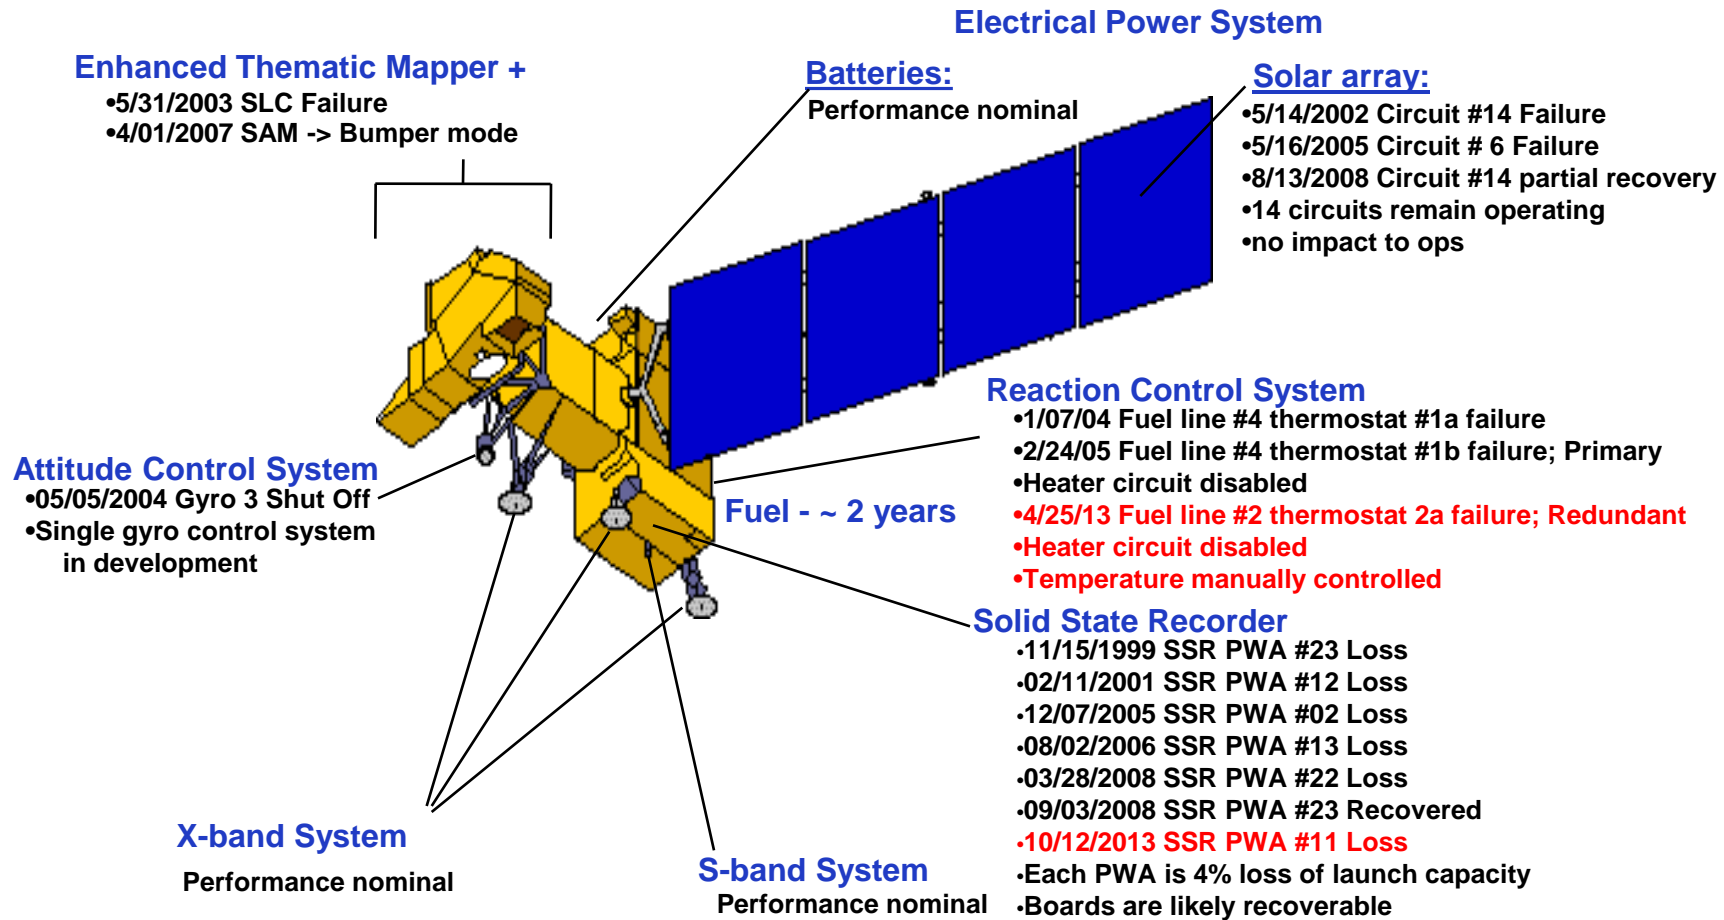 Electrical Power System
Enhanced Thematic Mapper +
•5/31/2003 SLC Failure
•4/01/2007 SAM -> Bumper mode
Batteries:
Performance nominal
Solar array:
•5/14/2002 Circuit #14 Failure
•5/16/2005 Circuit # 6 Failure
•8/13/2008 Circuit #14 partial recovery
•14 circuits remain operating
•no impact to ops
Reaction Control System
•1/07/04 Fuel line #4 thermostat #1a failure
•2/24/05 Fuel line #4 thermostat #1b failure; Primary
•Heater circuit disabled
•4/25/13 Fuel line #2 thermostat 2a failure; Redundant
•Heater circuit disabled
•Temperature manually controlled
Attitude Control System
•05/05/2004 Gyro 3 Shut Off
•Single gyro control system
in development
Fuel - ~ 2 years
Solid State Recorder
•11/15/1999 SSR PWA #23 Loss
•02/11/2001 SSR PWA #12 Loss
•12/07/2005 SSR PWA #02 Loss
•08/02/2006 SSR PWA #13 Loss
•03/28/2008 SSR PWA #22 Loss
•09/03/2008 SSR PWA #23 Recovered
•10/12/2013 SSR PWA #11 Loss
•Each PWA is 4% loss of launch capacity
•Boards are likely recoverable
X-band System
Performance nominal
S-band System
Performance nominal